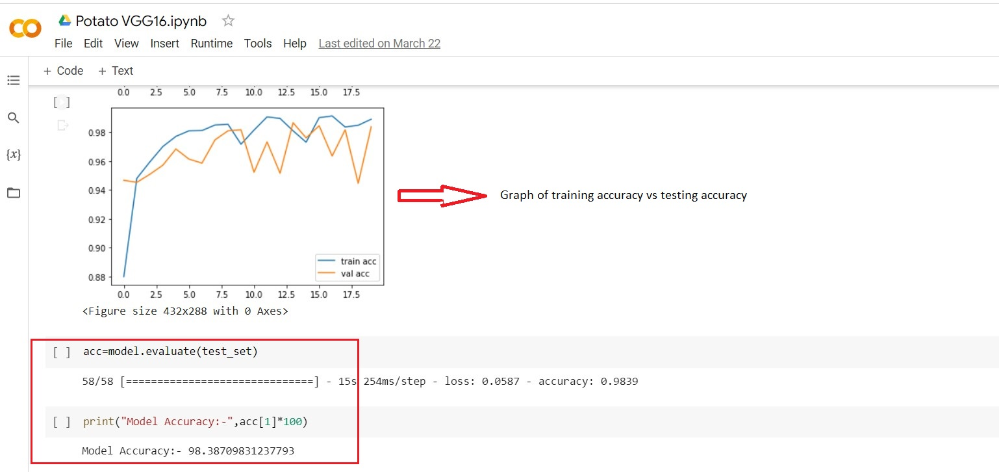 Potato VGG16.ipynb
File Edit View Insert Runtime Tools Help Last edited on March 22
+ Code + Text
0.0 2.5 5.0 7.5 10.0 12.5 15.0 17.5
[ ]
0.98
0.96
{x}
0.94
Graph of training accuracy vs testing accuracy
0.92
0.90
train acc
val acc
0.88
0.0 2.5 5.0 7.5 10.0 12.5 15.0 17.5
<Figure size 432x288 with 0 Axes>
[ ] acc=model.evaluate(test_set)
58/58 [==============================] - 15s 254ms/step - loss: 0.0587 - accuracy: 0.9839
[ ] print("Model Accuracy:-",acc[1]*100)
Model Accuracy:- 98.38709831237793